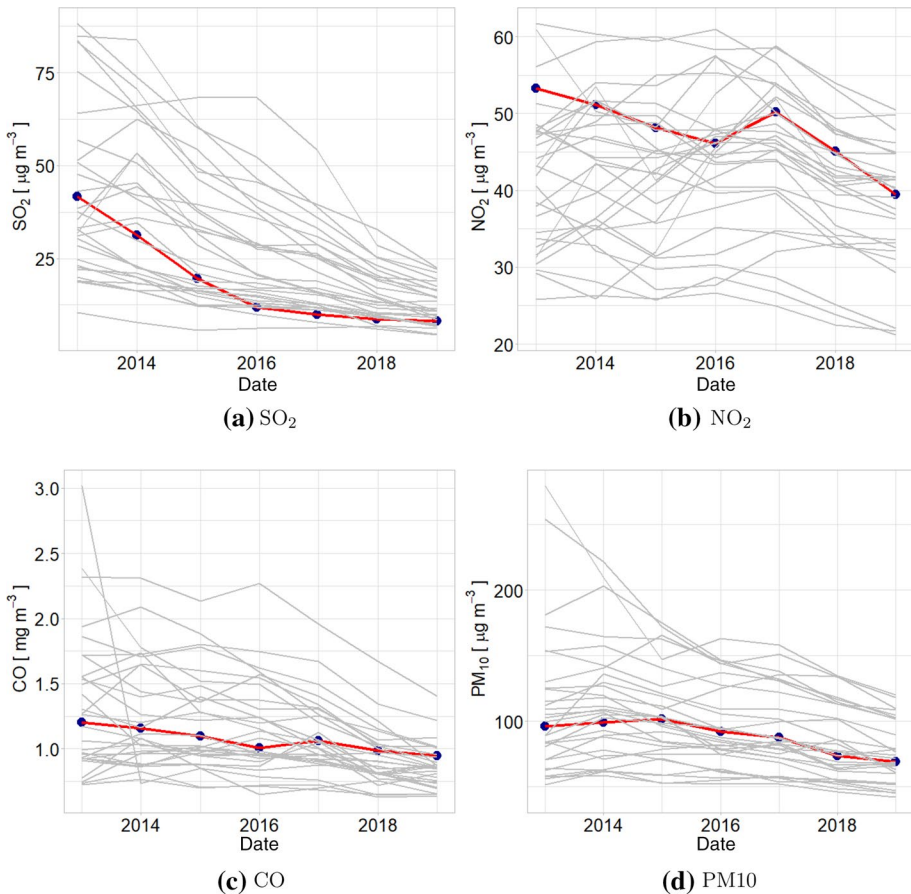 SO₂ [ μg m⁻³ ]
75
50
25
2014 2016 2018
Date
(a) SO₂
NO₂ [ μg m⁻³ ]
60
50
40
30
20
2014 2016 2018
Date
(b) NO₂
CO [ mg m⁻³ ]
3.0
2.5
2.0
1.5
1.0
2014 2016 2018
Date
(c) CO
PM₁₀ [ μg m⁻³ ]
200
100
2014 2016 2018
Date
(d) PM10